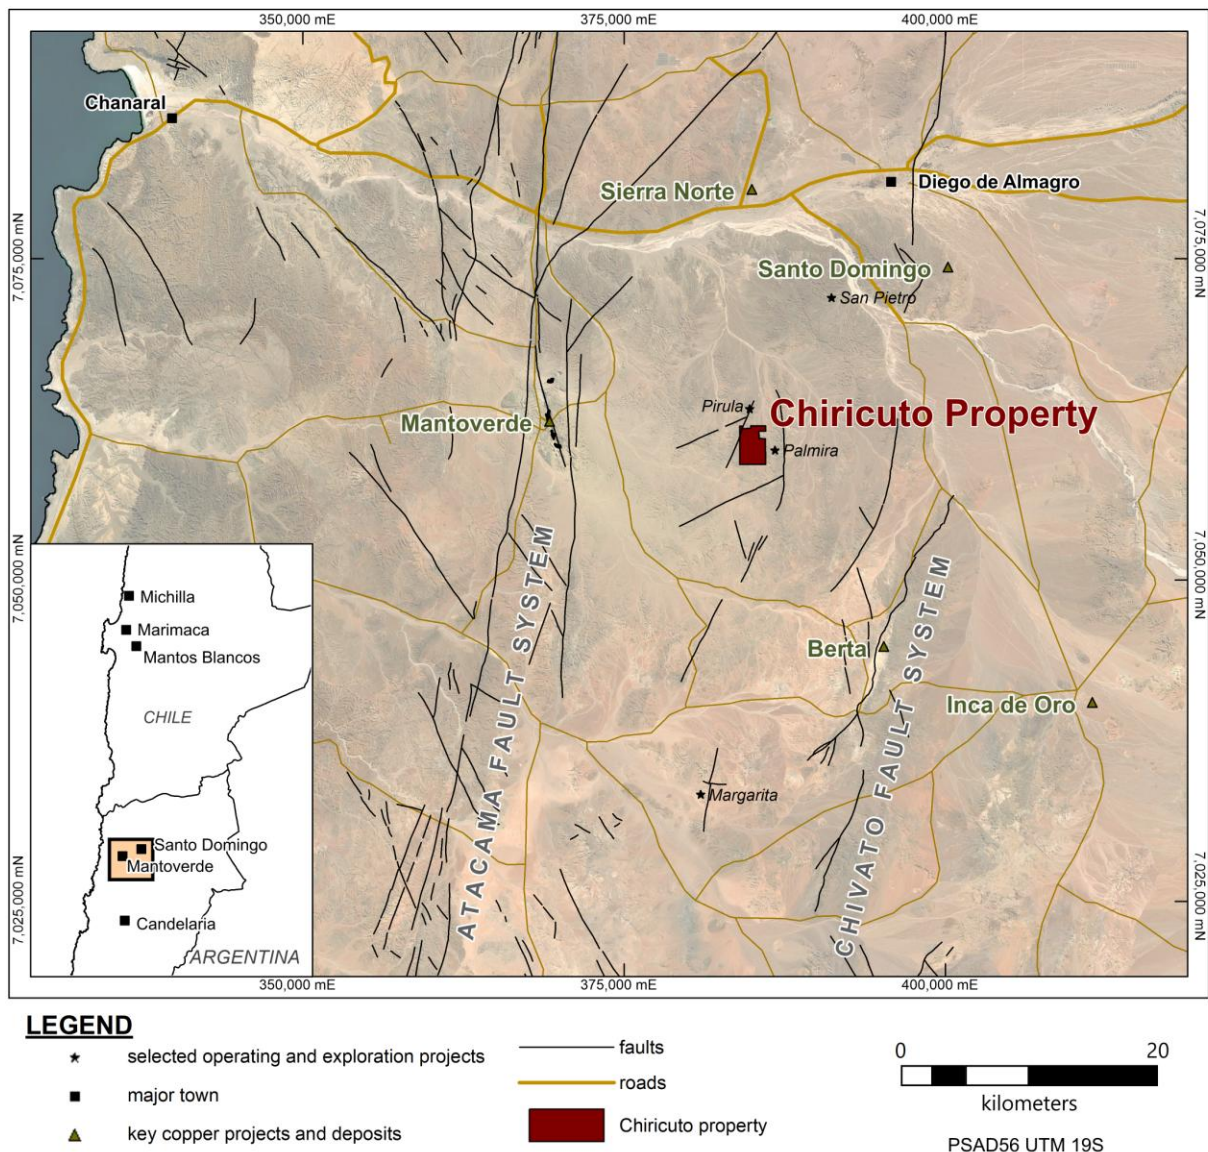 350,000 mE
375,000 mE
400,000 mE
Chanaral
Sierra Norte
Diego de Almagro
7,075,000 mN
7,075,000 mN
Santo Domingo
San Pietro
Pirula
Chiricuto Property
Mantoverde
Palmira
7,050,000 mN
7,050,000 mN
ATACAMA FAULT SYSTEM
CHIVATO FAULT SYSTEM
Michilla
Marimaca
Mantos Blancos
Berta
Inca de Oro
CHILE
Margarita
Santo Domingo
Mantoverde
7,025,000 mN
7,025,000 mN
Candelaria
ARGENTINA
350,000 mE
375,000 mE
400,000 mE
LEGEND
selected operating and exploration projects
major town
key copper projects and deposits
faults
roads
Chiricuto property
0
20
kilometers
PSAD56 UTM 19S